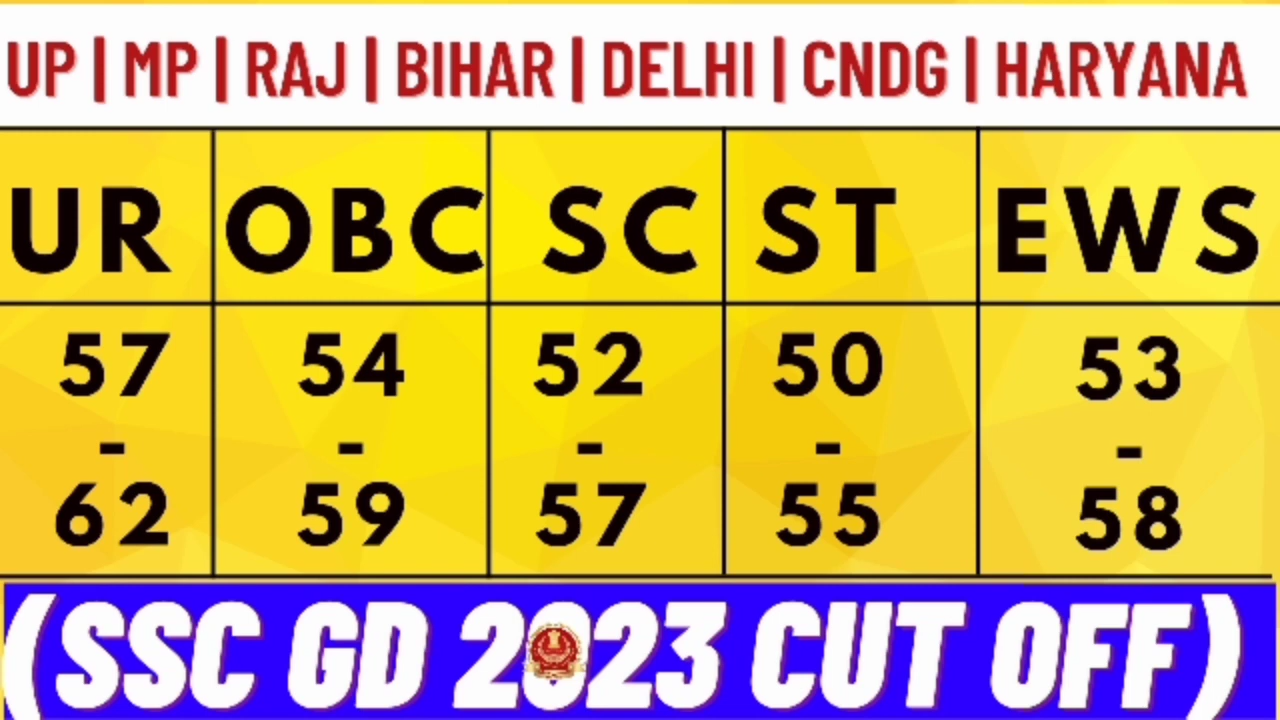 UP | MP | RAJ | BIHAR | DELHI | CNDG | HARYANA
UR OBC SC ST EWS
57 54 52 50 53
- - - - -
62 59 57 55 58
(SSC GD 2023 CUT OFF)